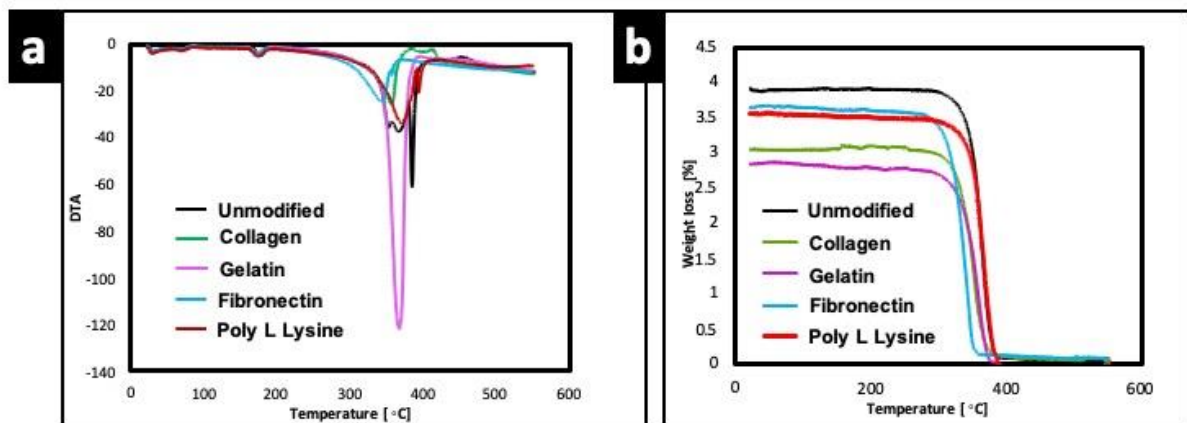 a
0
-20
-40
-60
-80
-100
-120
-140
DTA
Unmodified
Collagen
Gelatin
Fibronectin
Poly L Lysine
0 100 200 300 400 500 600
Temperature [ °C]
b
4.5
4
3.5
3
2.5
2
1.5
1
0.5
0
Weight loss [%]
Unmodified
Collagen
Gelatin
Fibronectin
Poly L Lysine
0 200 400 600
Temperature [ °C]